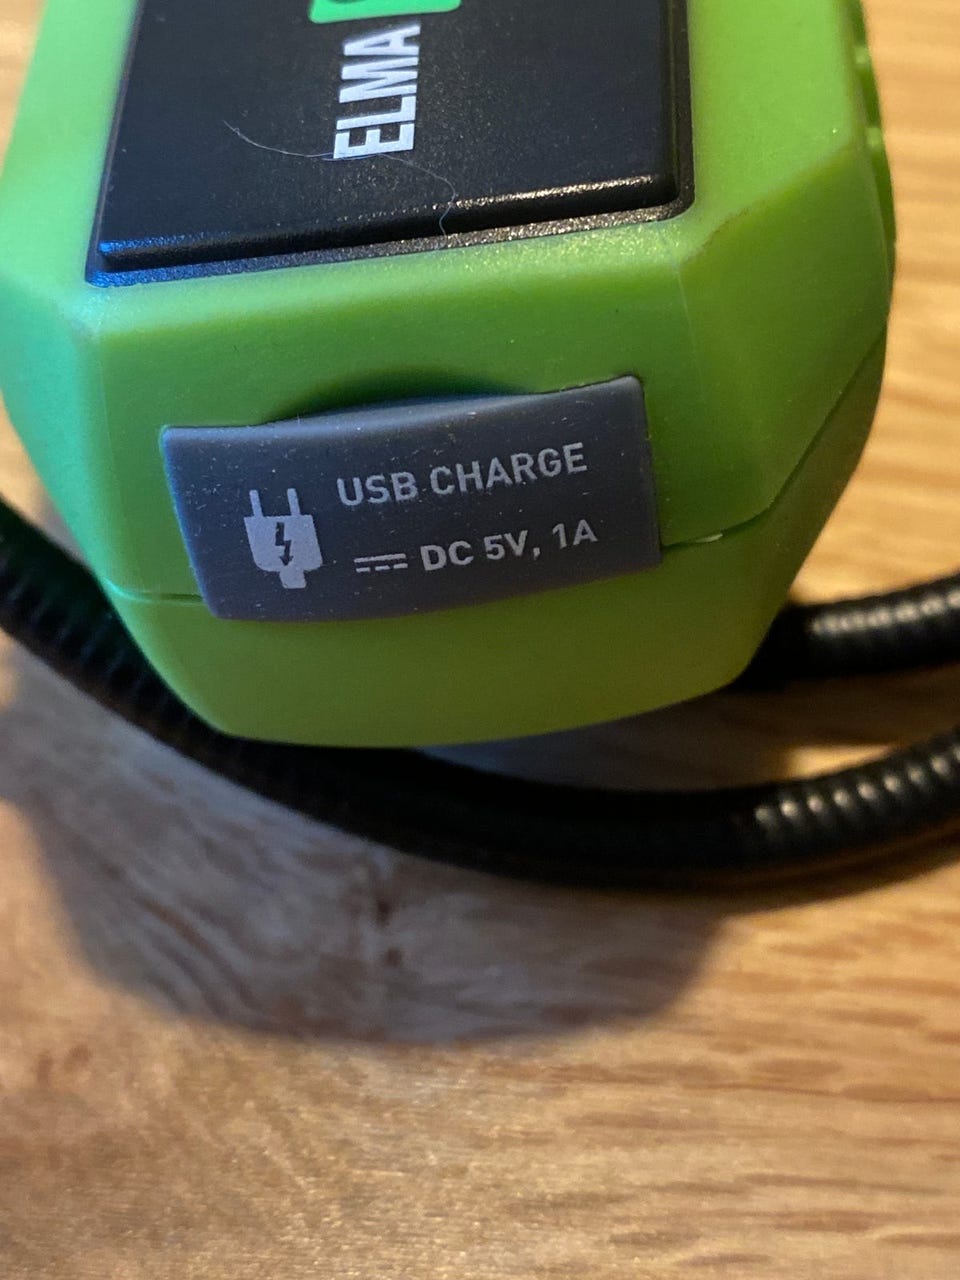 ELMA
USB CHARGE
⎓ DC 5V, 1A